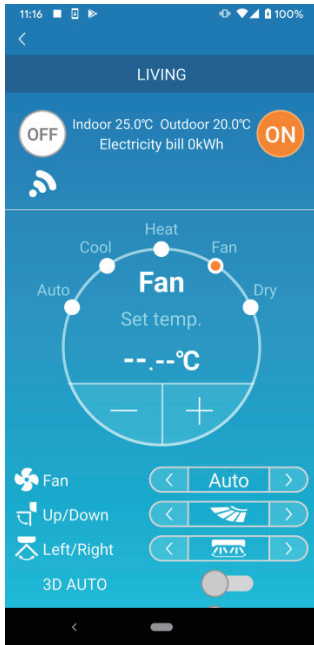 11:16 100%
LIVING
OFF Indoor 25.0℃ Outdoor 20.0℃ ON
Electricity bill 0kWh
Heat
Cool Fan
Auto Fan Dry
Set temp.
--.--℃
Fan Auto
Up/Down
Left/Right
3D AUTO